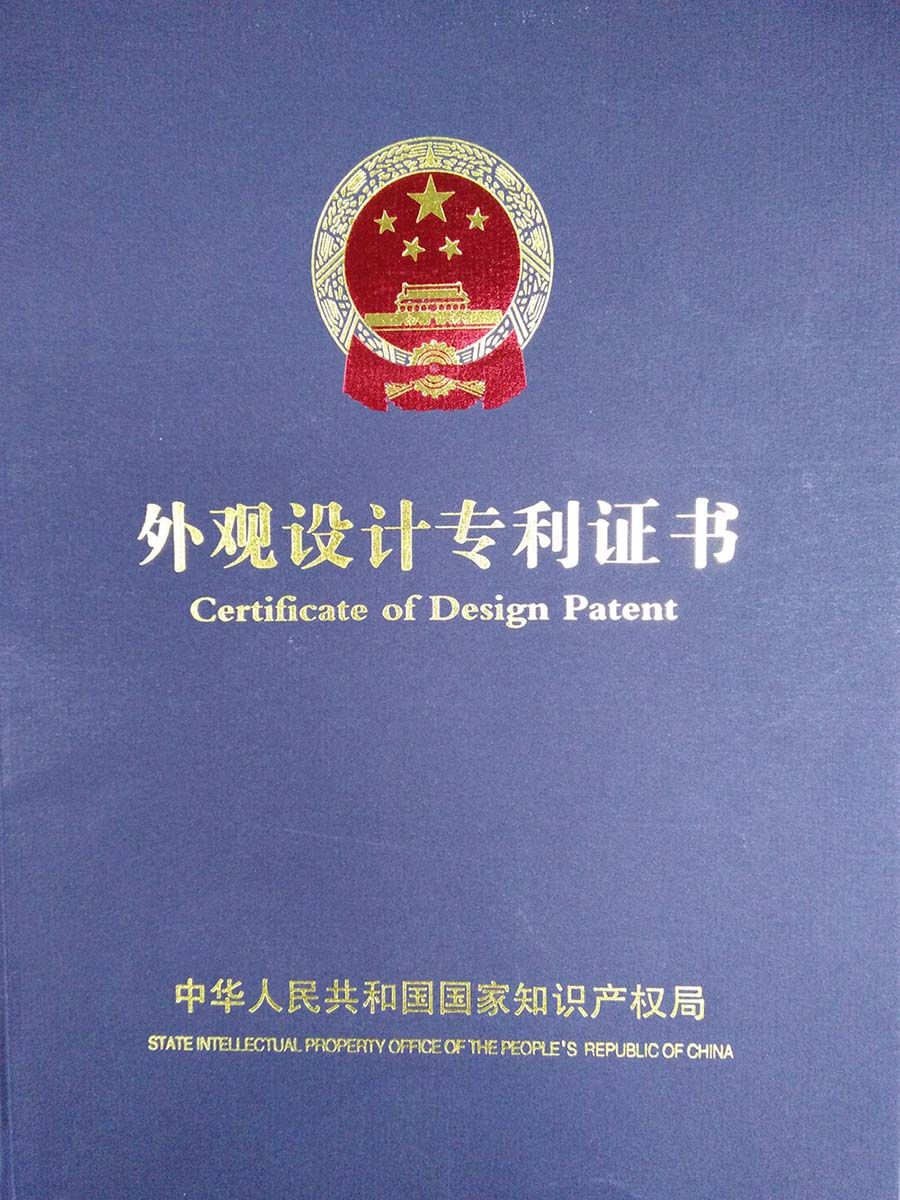 外观设计专利证书
Certificate of Design Patent
中华人民共和国国家知识产权局
STATE INTELLECTUAL PROPERTY OFFICE OF THE PEOPLE'S REPUBLIC OF CHINA